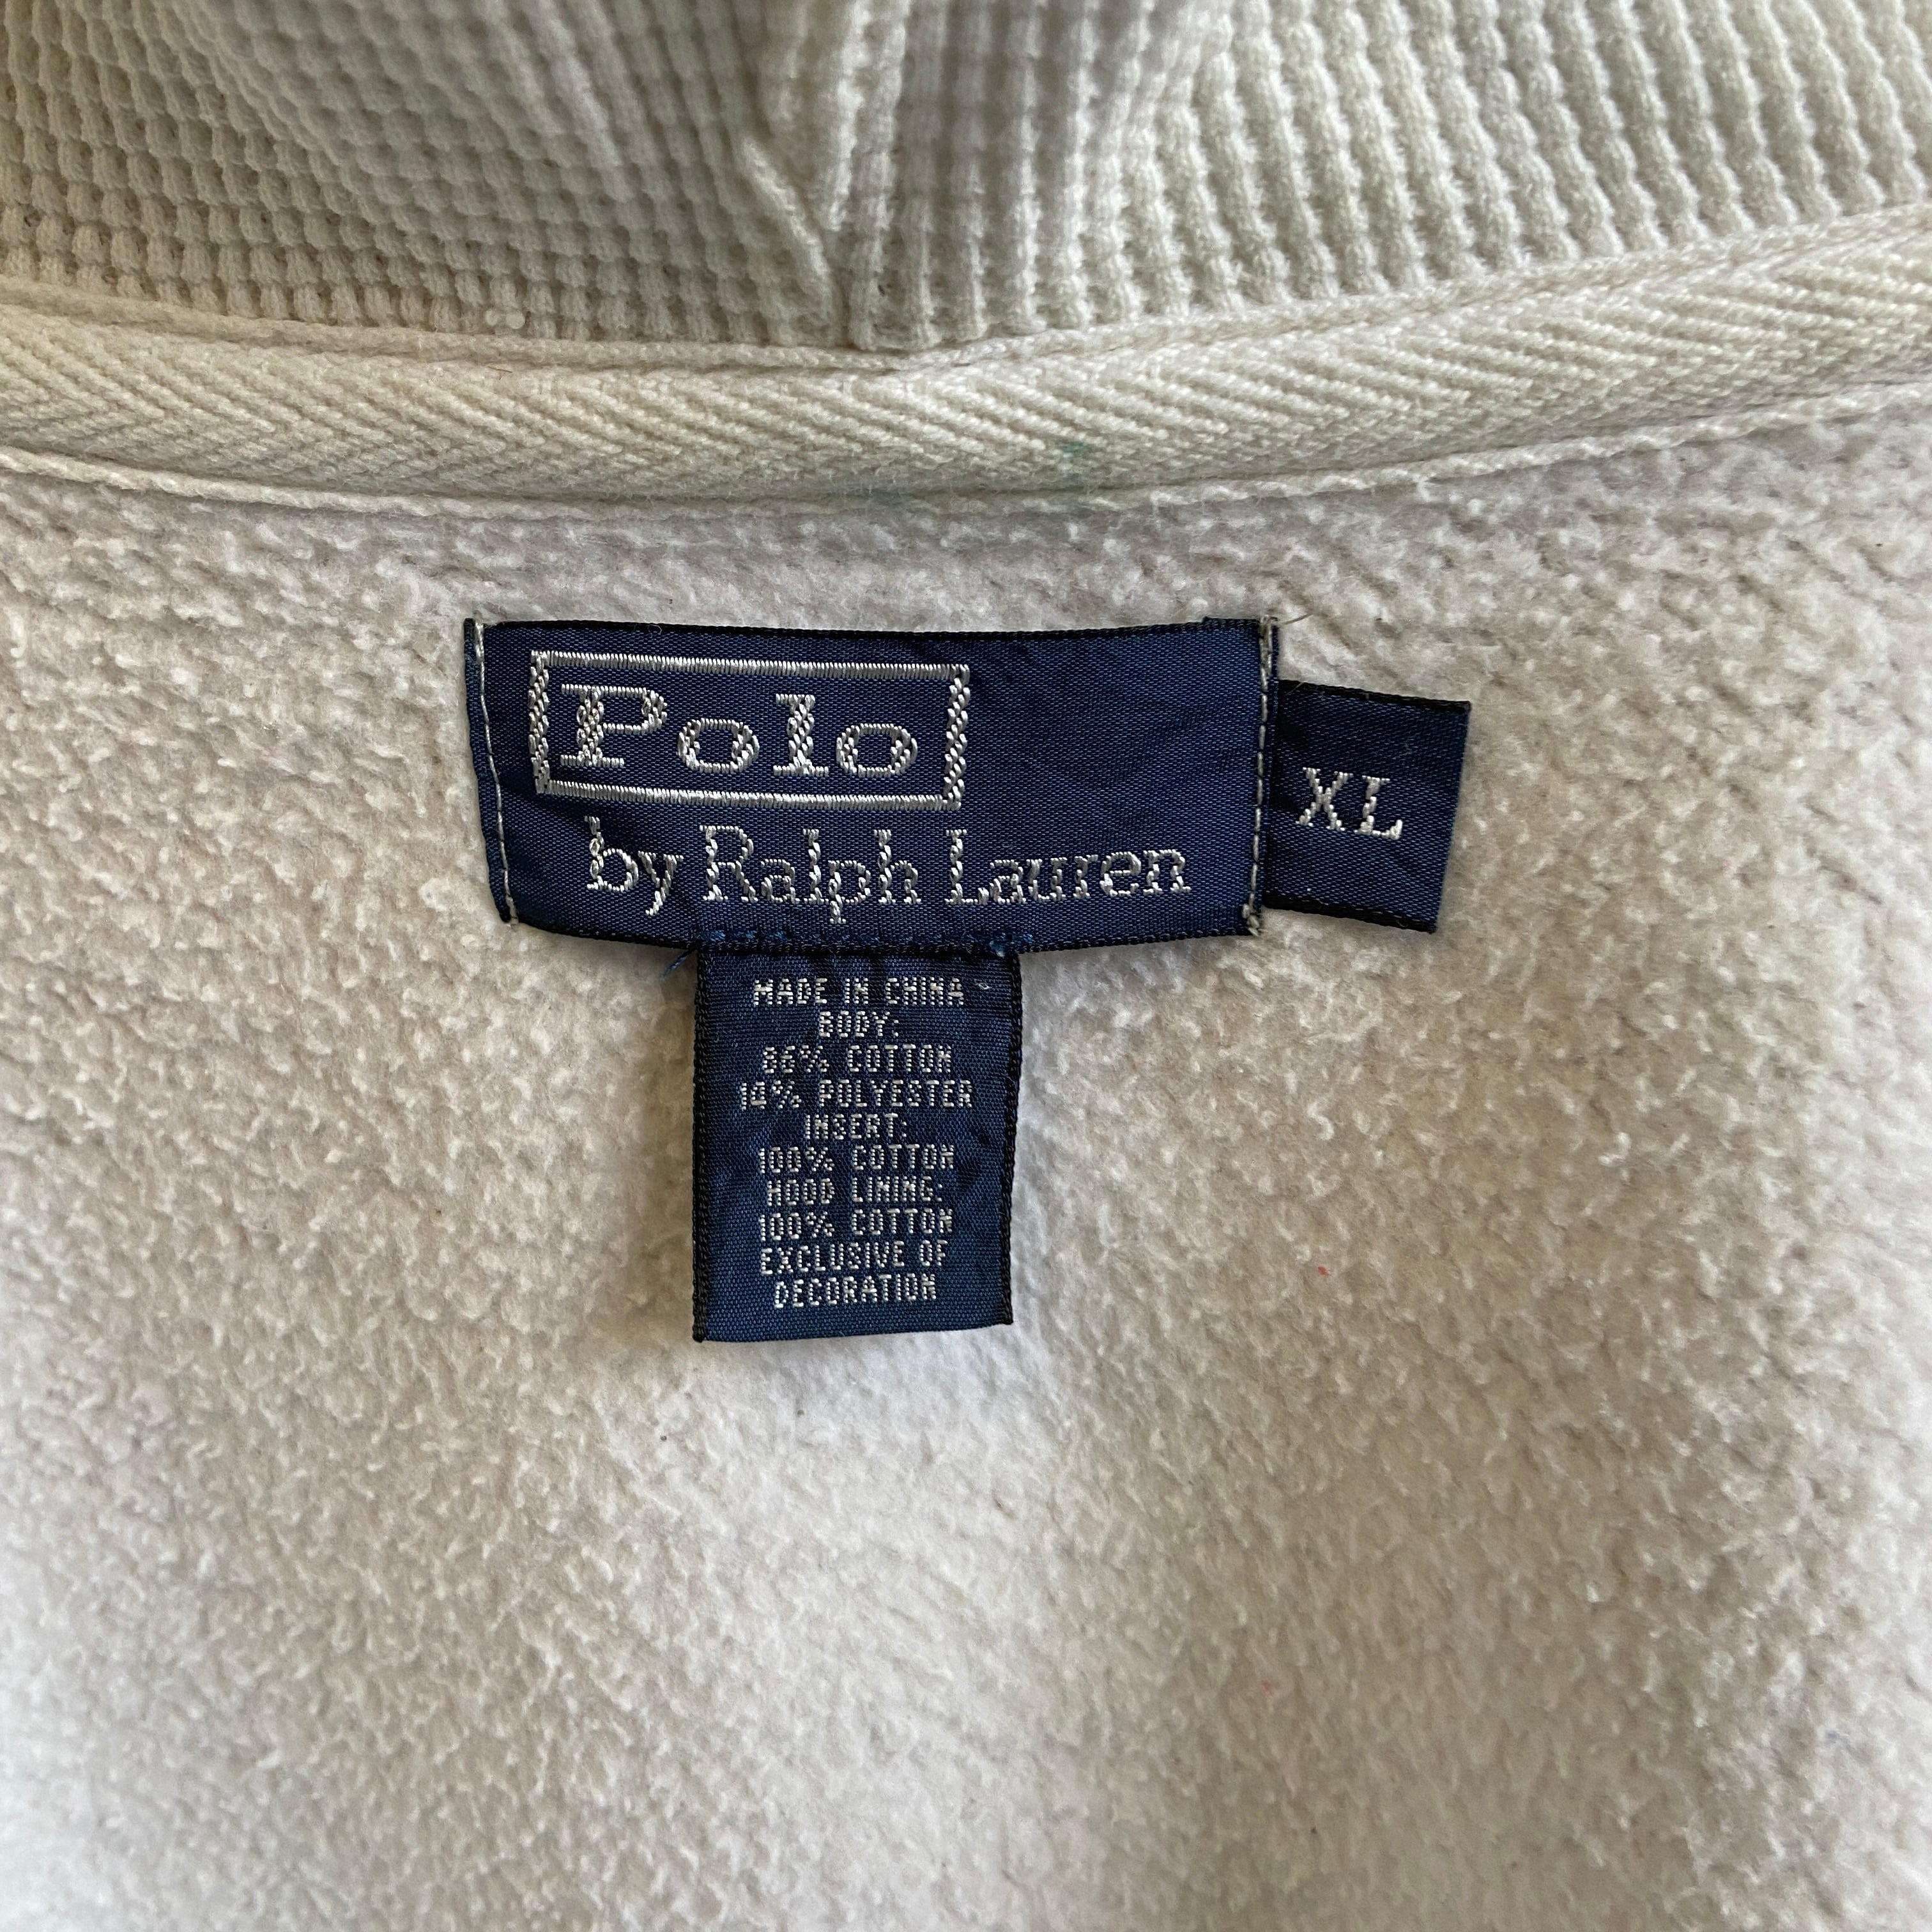 Polo
by Ralph Lauren
XL
MADE IN CHINA
BODY:
86% COTTON
14% POLYESTER
INSERT:
100% COTTON
HOOD LINING:
100% COTTON
EXCLUSIVE OF
DECORATION